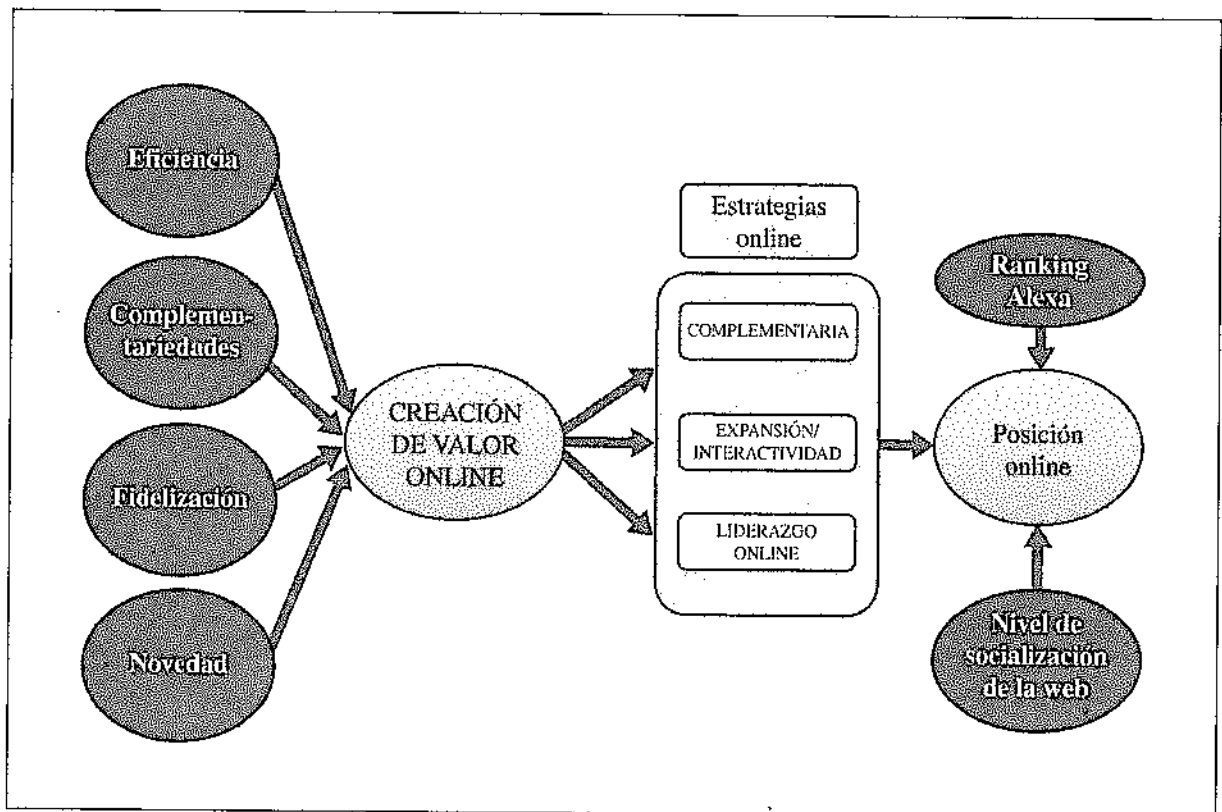 Eficiencia
Complemen-
tariedades
Fidelización
Novedad
CREACIÓN
DE VALOR
ONLINE
Estrategias
online
COMPLEMENTARIA
EXPANSIÓN/
INTERACTIVIDAD
LIDERAZGO
ONLINE
Ranking
Alexa
Posición
online
Nivel de
socialización
de la web